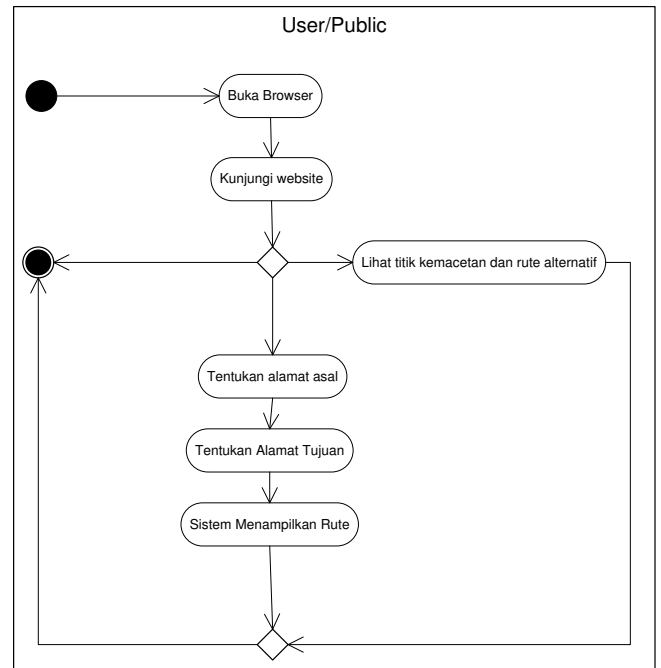 User/Public
Buka Browser
Kunjungi website
Lihat titik kemacetan dan rute alternatif
Tentukan alamat asal
Tentukan Alamat Tujuan
Sistem Menampilkan Rute